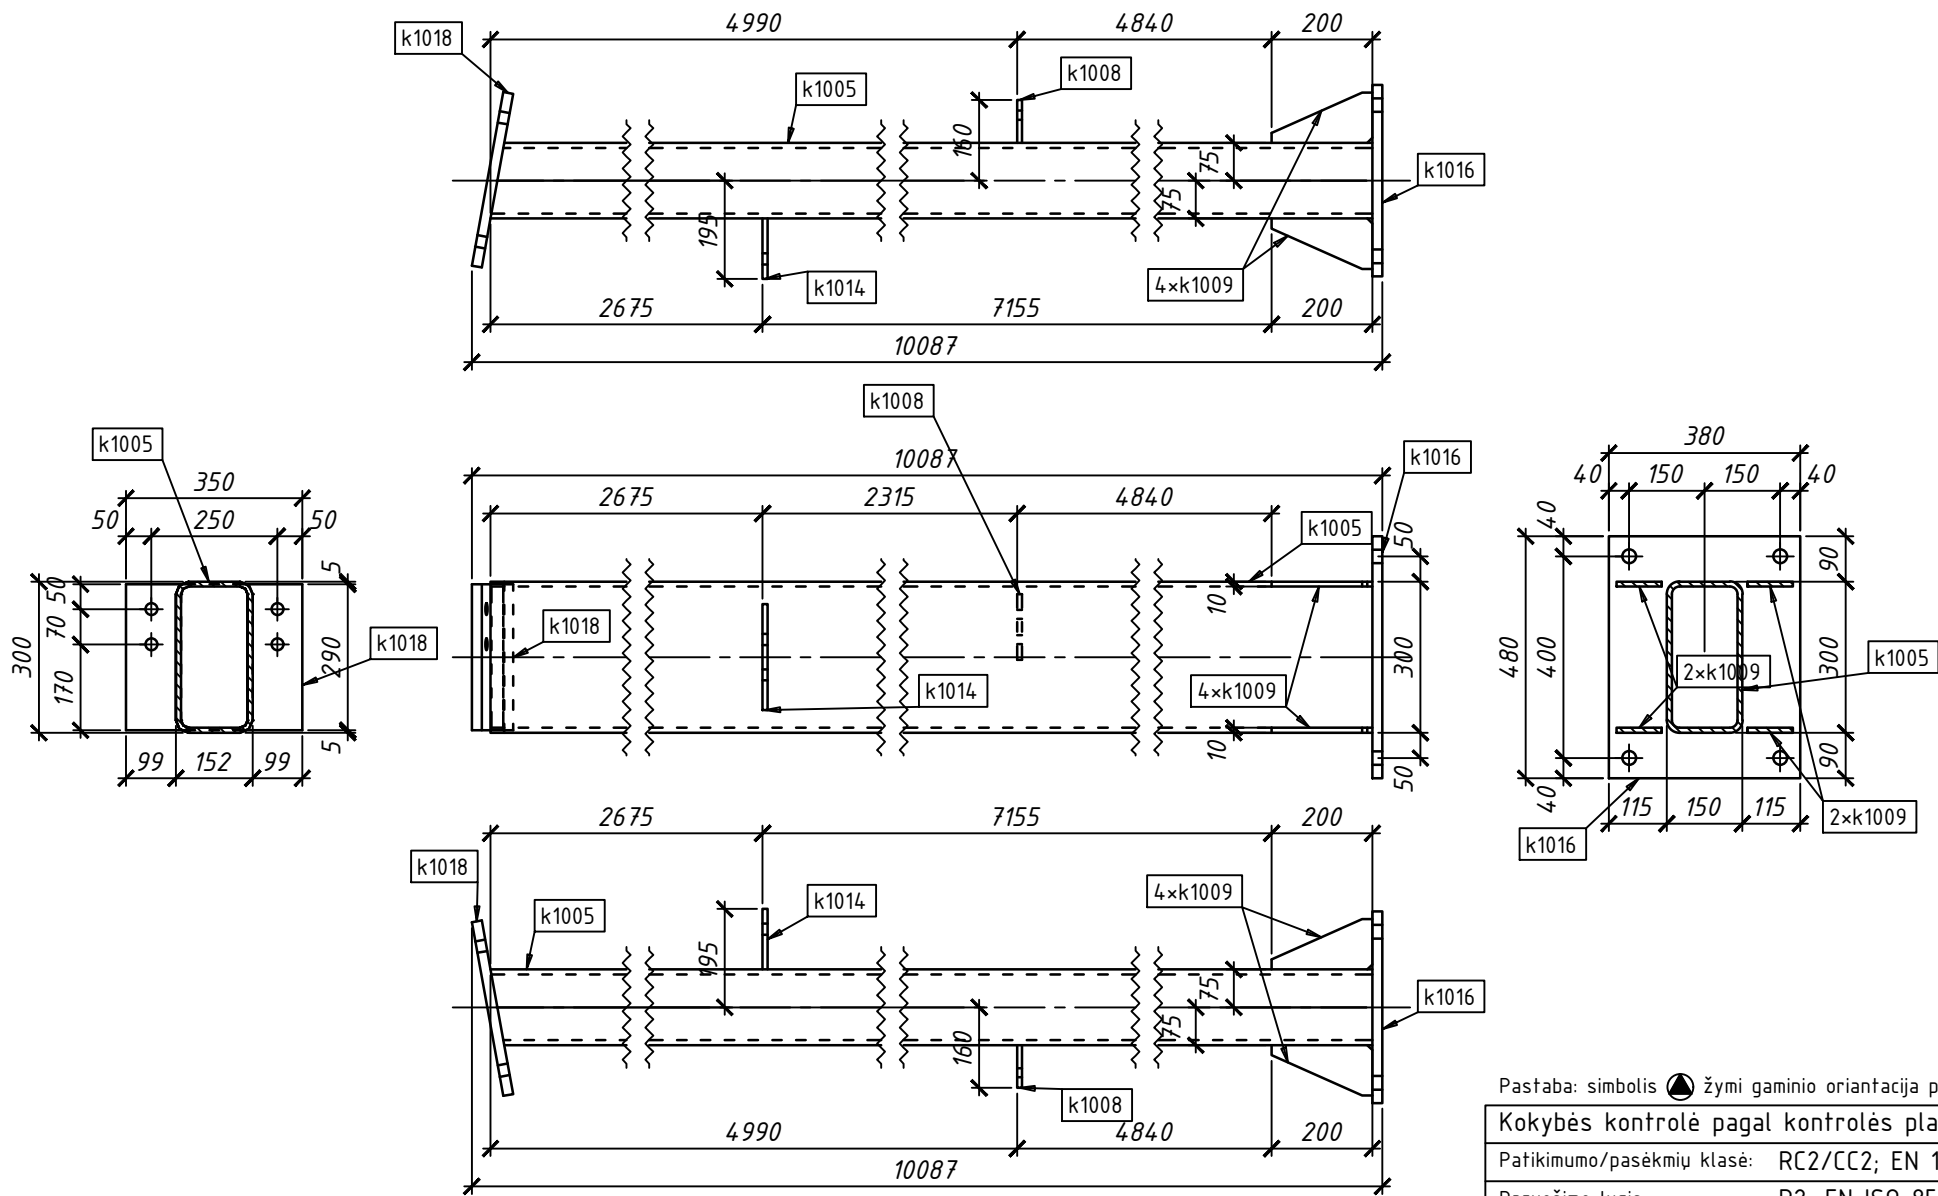 4990 4840 200
k1018
k1008
k1005
160
75
k1016
75
195
k1014
4×k1009
2675 7155 200
10087
k1008
k1005
10087
k1016
380
350
2675 2315 4840
40 150 150 40
50 250 50
k1005
50
40
5
50
10
90
70
k1018
k1018
300
290
300
480
400
2×k1009
300
k1005
170
k1014
4×k1009
5
10
50
90
40
99 152 99
115 150 115
2×k1009
k1016
2675 7155 200
k1018
k1014
4×k1009
k1005
195
75
k1016
75
160
k1008
4990 4840 200
10087
Pastaba: simbolis žymi gaminio oriantacija
Kokybės kontrolė pagal kontrolės
Patikimumo/pasėkmių klasė: RC2/CC2; EN